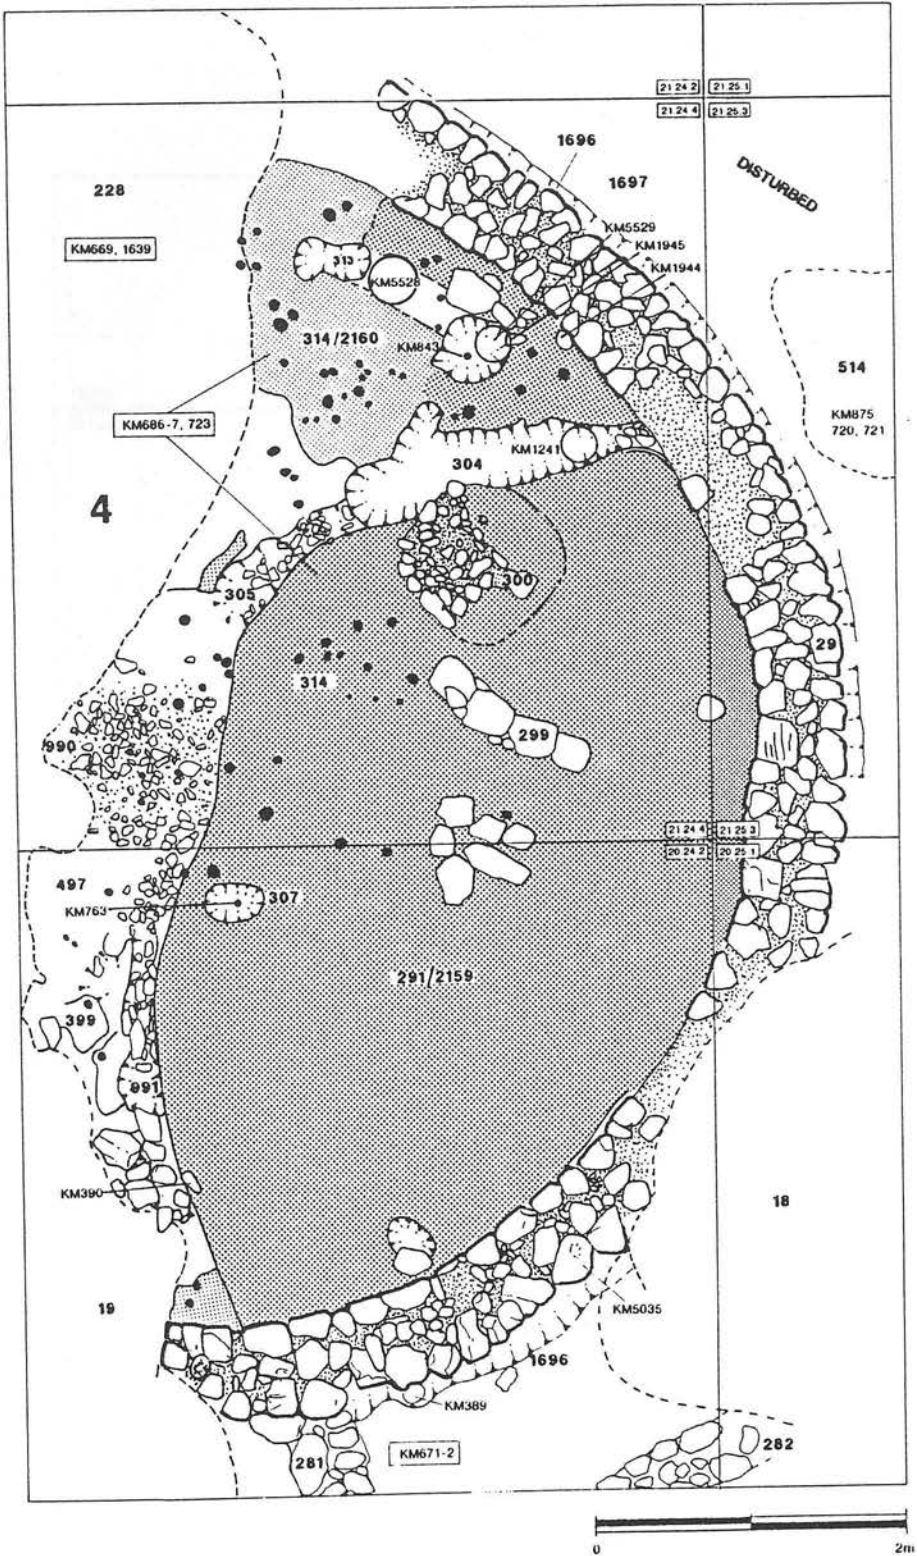 21 24 2
21 25.1
21 24 4
21 25.3
1696
DISTURBED
1697
228
KM5529
KM669, 1639
KM1945
KM1944
313
KM5528
314/2160
KM843
514
KM686-7, 723
KM875
720, 721
KM1241
304
4
300
305
29
314
299
990
21 24 4
21 25 3
20 24.2
20 25 1
497
307
KM763
291/2159
399
991
KM390
18
19
KM5035
1696
KM389
282
281
KM671-2
0
2m